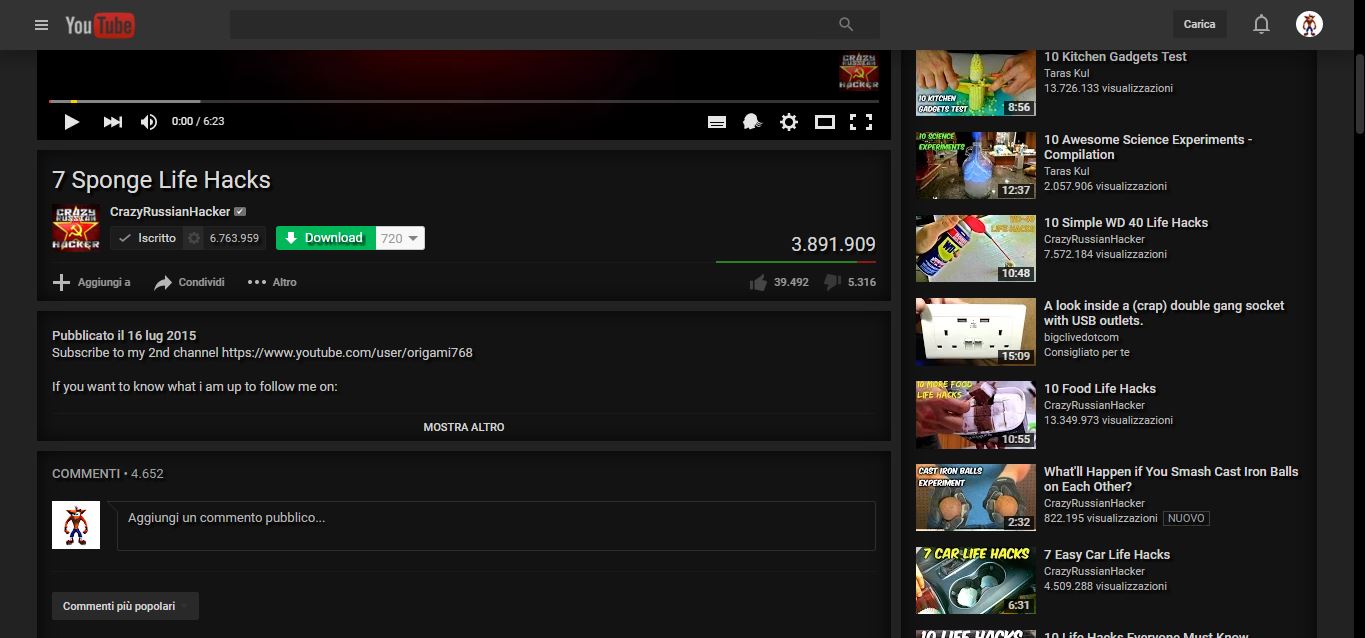 YouTube
Carica
CRAZY
RUSSIAN
HACKER
0:00 / 6:23
7 Sponge Life Hacks
CRAZY
RUSSIAN
HACKER
CrazyRussianHacker
Iscritto
6.763.959
Download
720
3.891.909
Aggiungi a
Condividi
Altro
39.492
5.316
Pubblicato il 16 lug 2015
Subscribe to my 2nd channel https://www.youtube.com/user/origami768
If you want to know what i am up to follow me on:
MOSTRA ALTRO
COMMENTI • 4.652
Aggiungi un commento pubblico...
Commenti più popolari
10 KITCHEN
GADGETS TEST
8:56
10 Kitchen Gadgets Test
Taras Kul
13.726.133 visualizzazioni
10 SCIENCE
EXPERIMENTS
12:37
10 Awesome Science Experiments -
Compilation
Taras Kul
2.057.906 visualizzazioni
WD-40
LIFE HACKS
10:48
10 Simple WD 40 Life Hacks
CrazyRussianHacker
7.572.184 visualizzazioni
15:09
A look inside a (crap) double gang socket
with USB outlets.
bigclivedotcom
Consigliato per te
10 MORE FOOD
LIFE HACKS
10:55
10 Food Life Hacks
CrazyRussianHacker
13.349.973 visualizzazioni
CAST IRON BALLS
EXPERIMENT
2:32
What'll Happen if You Smash Cast Iron Balls
on Each Other?
CrazyRussianHacker
822.195 visualizzazioni NUOVO
7 CAR LIFE HACKS
6:31
7 Easy Car Life Hacks
CrazyRussianHacker
4.509.288 visualizzazioni
10 LIFE HACKS
10 Life Hacks Everyone Must Know